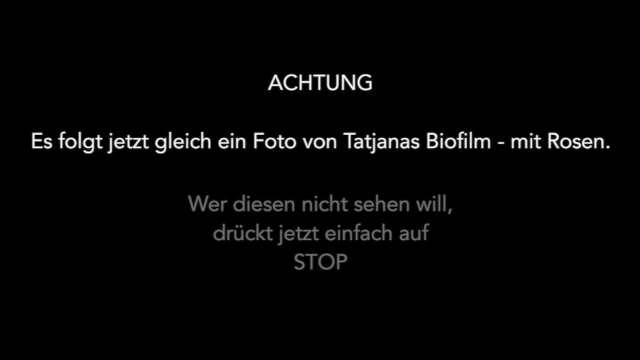 ACHTUNG
Es folgt jetzt gleich ein Foto von Tatjanas Biofilm - mit Rosen.
Wer diesen nicht sehen will,
drückt jetzt einfach auf
STOP